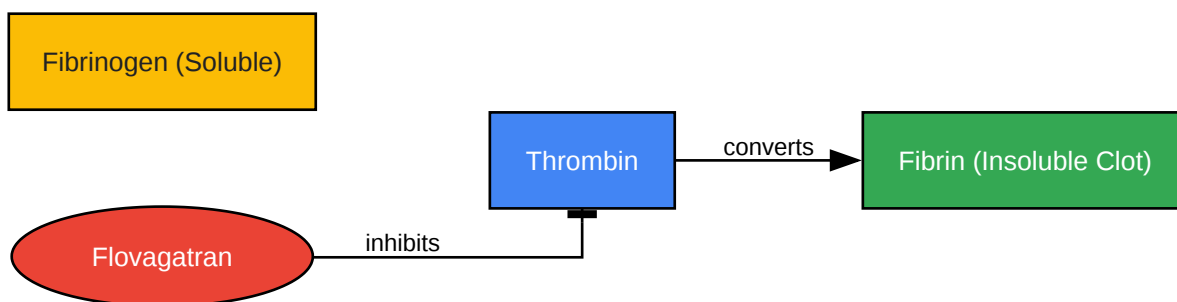 Fibrinogen (Soluble)
Thrombin
converts
Fibrin (Insoluble Clot)
inhibits
Flovagatran